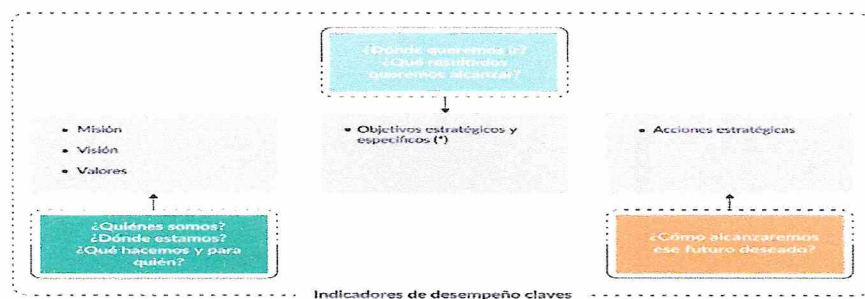 ¿Dónde queremos ir?
¿Qué resultados
queremos alcanzar?
• Misión
• Visión
• Valores
• Objetivos estratégicos y
específicos (*)
• Acciones estratégicas
¿Quiénes somos?
¿Dónde estamos?
¿Qué hacemos y para
quién?
¿Cómo alcanzaremos
ese futuro deseado?
Indicadores de desempeño claves